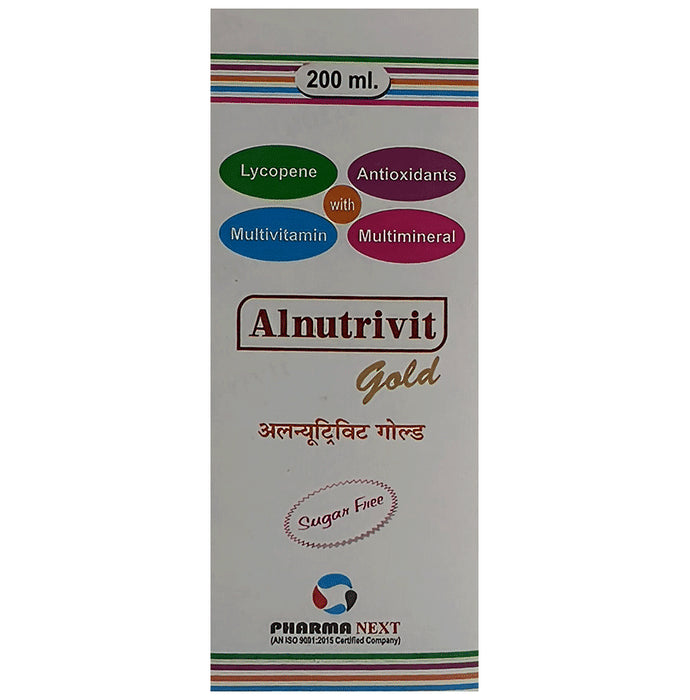 200 ml.
Lycopene
Antioxidants
with
Multivitamin
Multimineral
Alnutrivit
Gold
अलन्यूट्रिविट गोल्ड
Sugar Free
PHARMA NEXT
(AN ISO 9001:2015 Certified Company)